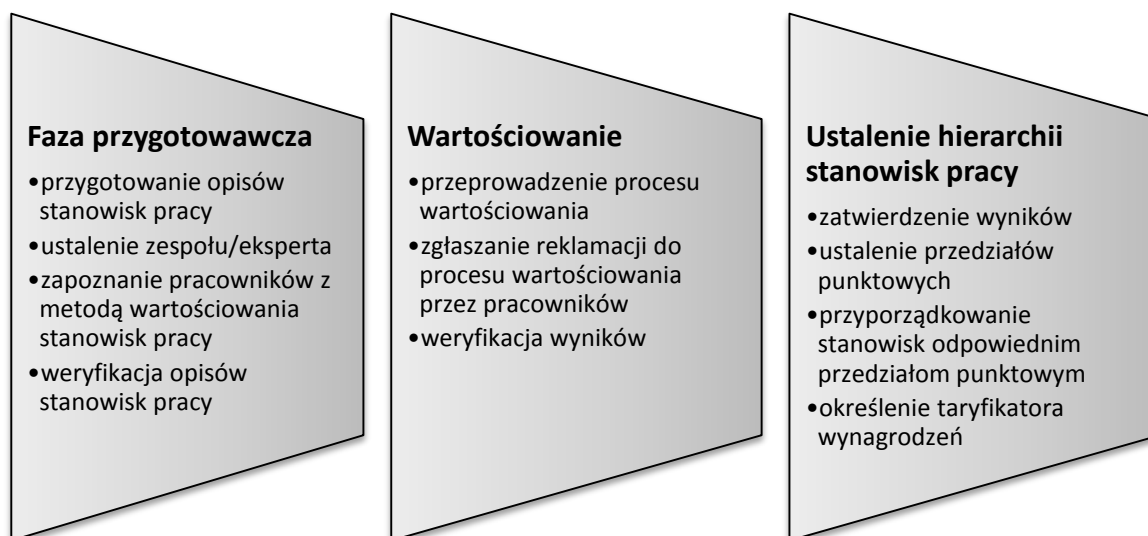 Faza przygotowawcza
•przygotowanie opisów
stanowisk pracy
•ustalenie zespołu/eksperta
•zapoznanie pracowników z
metodą wartościowania
stanowisk pracy
•weryfikacja opisów
stanowisk pracy
Wartościowanie
•przeprowadzenie procesu
wartościowania
•zgłaszanie reklamacji do
procesu wartościowania
przez pracowników
•weryfikacja wyników
Ustalenie hierarchii
stanowisk pracy
•zatwierdzenie wyników
•ustalenie przedziałów
punktowych
•przyporządkowanie
stanowisk odpowiednim
przedziałom punktowym
•określenie taryfikatora
wynagrodzeń